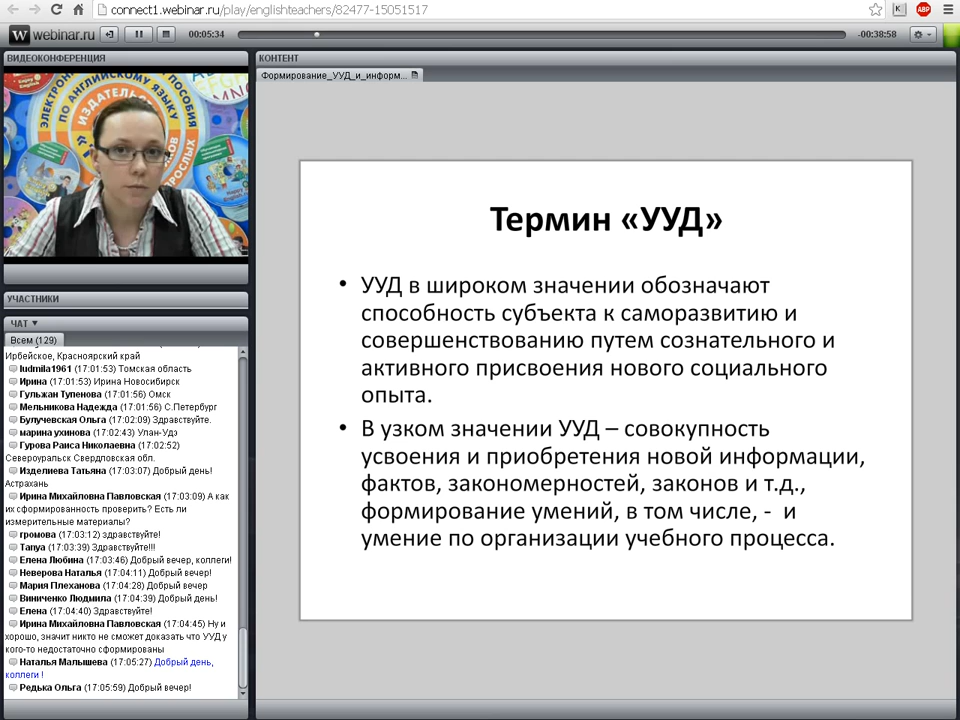 connect1.webinar.ru/play/englishteachers/82477-15051517
K
ABP
W webinar.ru
00:05:34
-00:38:58
ВИДЕОКОНФЕРЕНЦИЯ
ЭЛЕКТРОН
ПОСОБИЯ
ПО АНГЛИЙСКОМУ ЯЗЫКУ
ИЗДАТЕЛЬС
УЧАСТНИКИ
ЧАТ ▼
Всем (129)
Ирбейское, Красноярский край
ludmila1961 (17:01:53) Томская область
Ирина (17:01:53) Ирина Новосибирск
Гульжан Тупенова (17:01:56) Омск
Мельникова Надежда (17:01:56) С.Петербург
Булучевская Ольга (17:02:09) Здравствуйте.
марина ухинова (17:02:43) Улан-Удэ
Гурова Раиса Николаевна (17:02:52)
Североуральск Свердловская обл.
Изделиева Татьяна (17:03:07) Добрый день!
Астрахань
Ирина Михайловна Павловская (17:03:09) А как
их сформированность проверить? Есть ли
измерительные материалы?
громова (17:03:12) здравствуйте!
Tanya (17:03:39) Здравствуйте!!!
Елена Любина (17:03:46) Добрый вечер, коллеги!
Неверова Наталья (17:04:11) Добрый вечер!
Мария Плеханова (17:04:28) Добрый вечер
Виниченко Людмила (17:04:39) Добрый день!
Елена (17:04:40) Здравствуйте!
Ирина Михайловна Павловская (17:04:45) Ну и
хорошо, значит никто не сможет доказать что УУД у
кого-то недостаточно сформированы
Наталья Малышева (17:05:27) Добрый день,
коллеги !
Редька Ольга (17:05:59) Добрый вечер!
КОНТЕНТ
Формирование_УУД_и_информ...
Термин «УУД»
• УУД в широком значении обозначают
способность субъекта к саморазвитию и
совершенствованию путем сознательного и
активного присвоения нового социального
опыта.
• В узком значении УУД – совокупность
усвоения и приобретения новой информации,
фактов, закономерностей, законов и т.д.,
формирование умений, в том числе, - и
умение по организации учебного процесса.